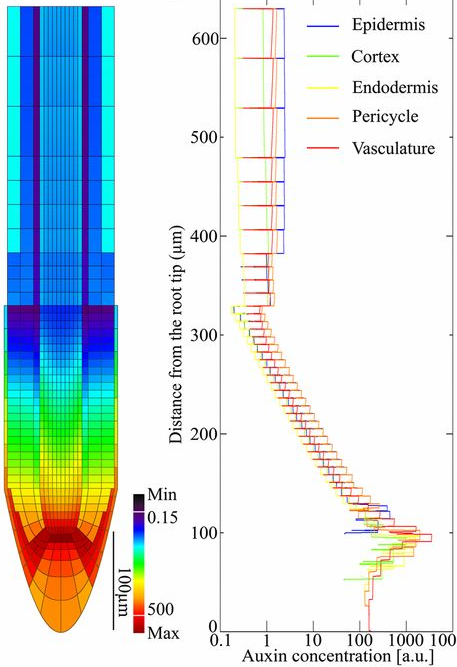 Epidermis
Cortex
Endodermis
Pericycle
Vasculature
600
500
400
300
200
100
0
Distance from the root tip (μm)
0.1 1 10 100 1000 100
Auxin concentration [a.u.]
Min
0.15
500
Max
100μm